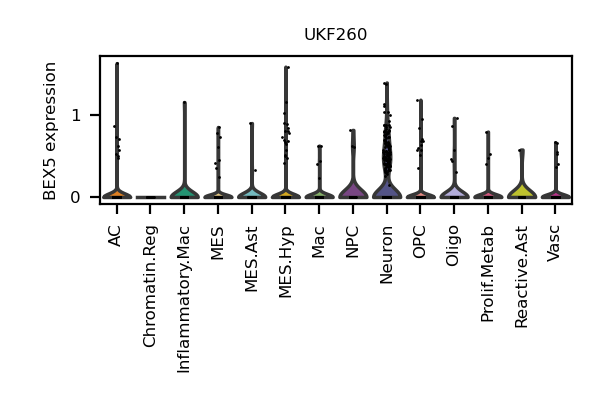 UKF260
BEX5 expression
1
0
AC
Chromatin.Reg
Inflammatory.Mac
MES
MES.Ast
MES.Hyp
Mac
NPC
Neuron
OPC
Oligo
Prolif.Metab
Reactive.Ast
Vasc